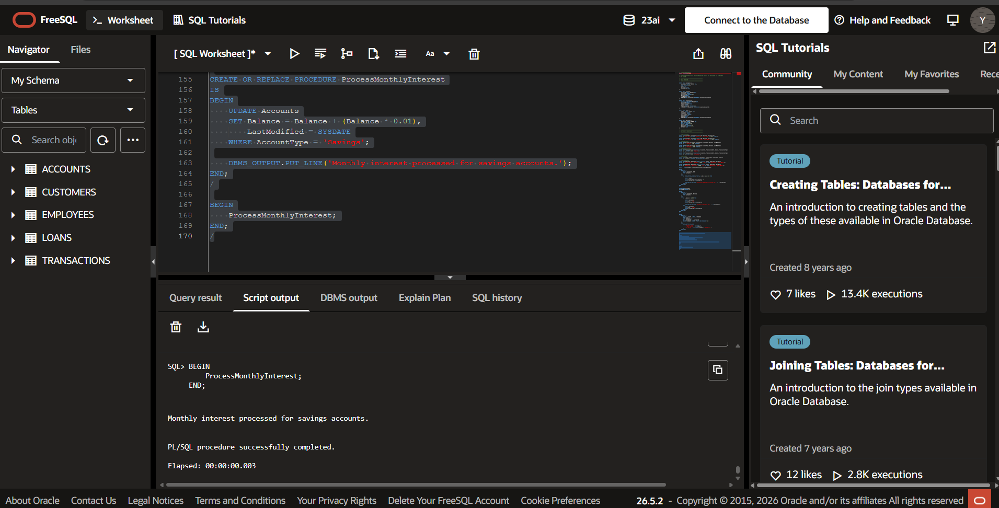 FreeSQL
>_ Worksheet
SQL Tutorials
23ai
Connect to the Database
Help and Feedback
Y
Navigator
Files
My Schema
Tables
Search obj
ACCOUNTS
CUSTOMERS
EMPLOYEES
LOANS
TRANSACTIONS
[ SQL Worksheet ]*
Aa
155 CREATE OR REPLACE PROCEDURE ProcessMonthlyInterest
156 IS
157 BEGIN
158 UPDATE Accounts
159 SET Balance = Balance + (Balance * 0.01),
160 LastModified = SYSDATE
161 WHERE AccountType = 'Savings';
162
163 DBMS_OUTPUT.PUT_LINE('Monthly interest processed for savings accounts.');
164 END;
165 /
166
167 BEGIN
168 ProcessMonthlyInterest;
169 END;
170 /
Query result
Script output
DBMS output
Explain Plan
SQL history
SQL> BEGIN
ProcessMonthlyInterest;
END;
Monthly interest processed for savings accounts.
PL/SQL procedure successfully completed.
Elapsed: 00:00:00.003
SQL Tutorials
Community
My Content
My Favorites
Rece
Search
Tutorial
Creating Tables: Databases for...
An introduction to creating tables and the
types of these available in Oracle Database.
Created 8 years ago
7 likes
13.4K executions
Tutorial
Joining Tables: Databases for...
An introduction to the join types available in
Oracle Database.
Created 7 years ago
12 likes
2.8K executions
About Oracle
Contact Us
Legal Notices
Terms and Conditions
Your Privacy Rights
Delete Your FreeSQL Account
Cookie Preferences
26.5.2 - Copyright © 2015, 2026 Oracle and/or its affiliates All rights reserved